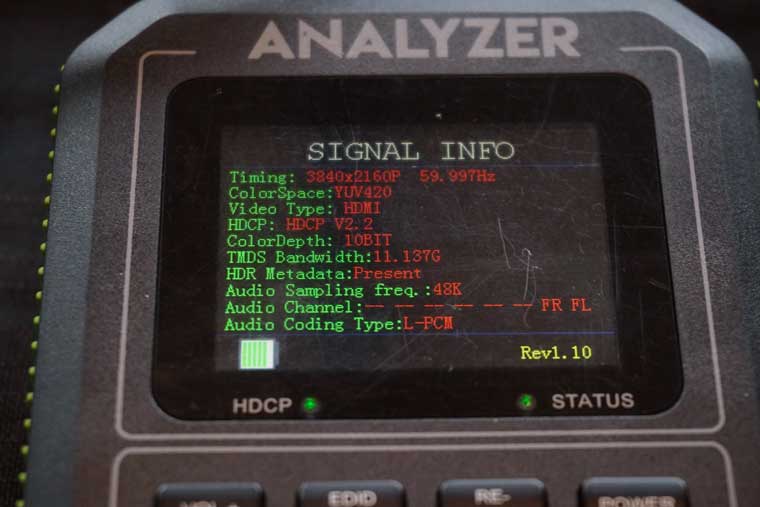 ANALYZER
SIGNAL INFO
Timing: 3840x2160P 59.997Hz
ColorSpace:YUV420
Video Type: HDMI
HDCP: HDCP V2.2
ColorDepth: 10BIT
TMDS Bandwidth:11.137G
HDR Metadata:Present
Audio Sampling freq.:48K
Audio Channel:-- -- -- -- -- -- FR FL
Audio Coding Type:L-PCM
Rev1.10
HDCP STATUS
EDID RE- POWER